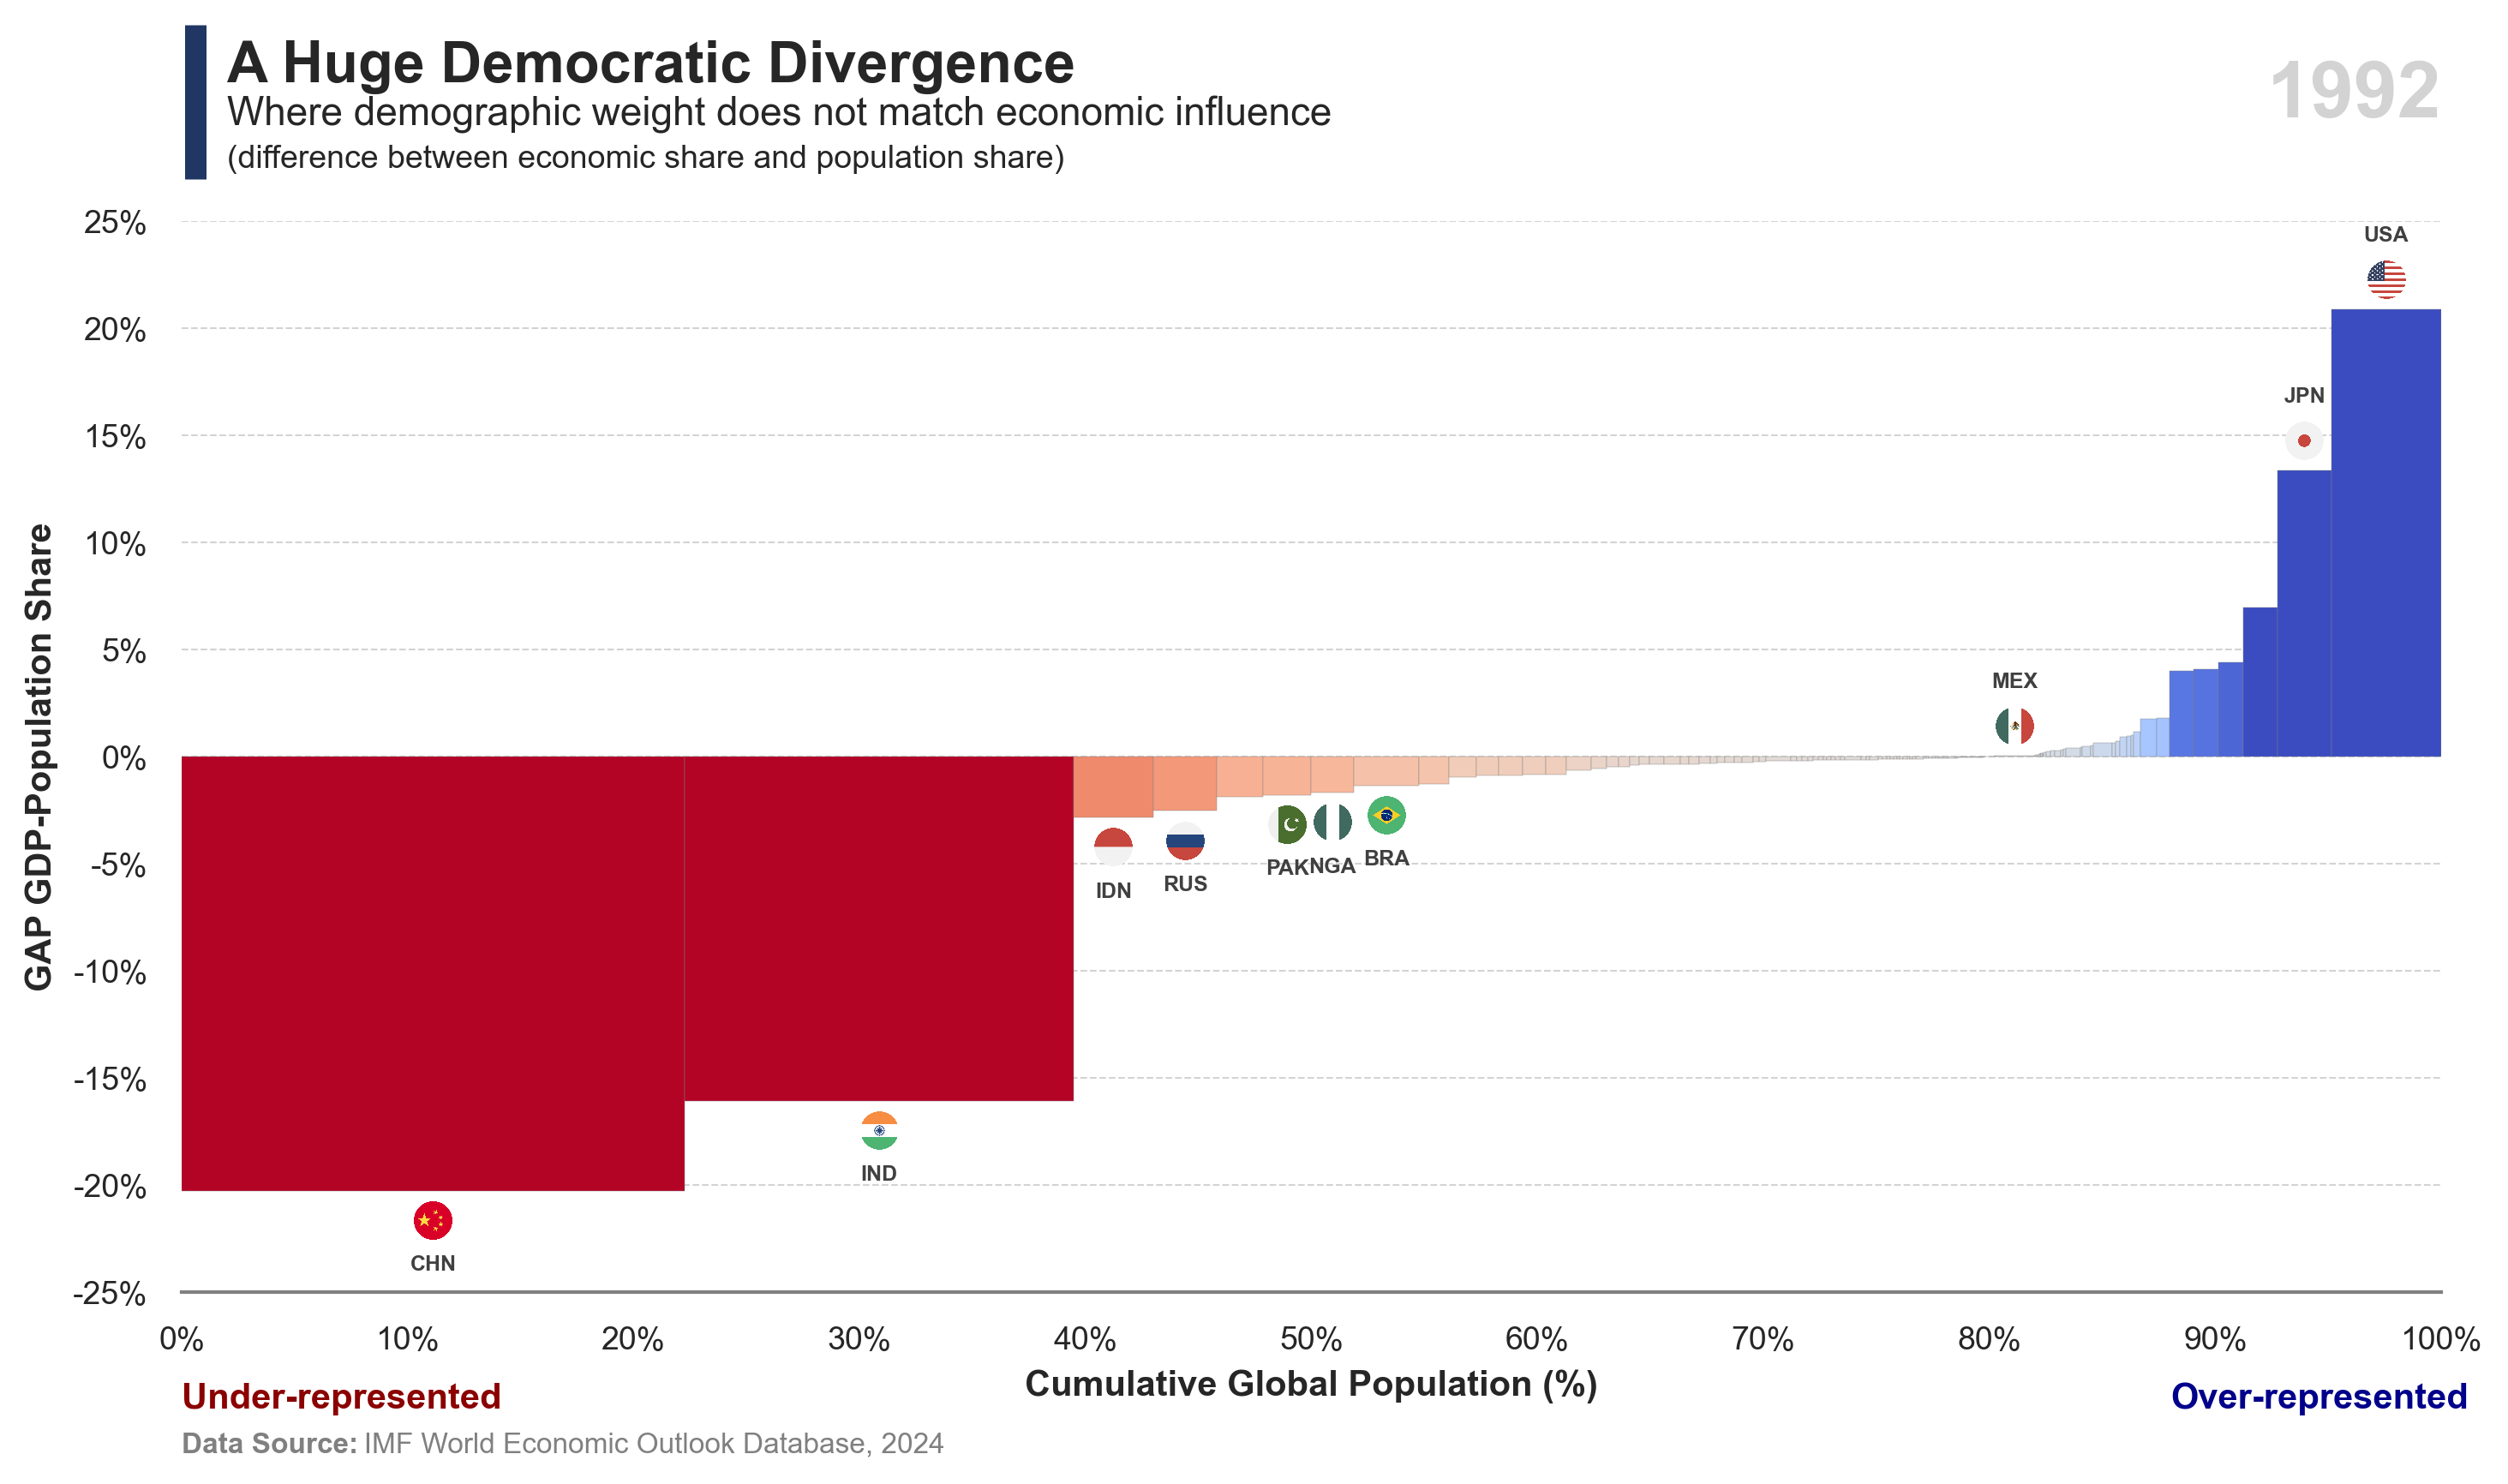 A Huge Democratic Divergence
Where demographic weight does not match economic influence
(difference between economic share and population share)
1992
GAP GDP-Population Share
25%
20%
15%
10%
5%
0%
-5%
-10%
-15%
-20%
-25%
USA
JPN
MEX
IDN
RUS
PAK
NGA
BRA
IND
CHN
0% 10% 20% 30% 40% 50% 60% 70% 80% 90% 100%
Cumulative Global Population (%)
Under-represented
Over-represented
Data Source: IMF World Economic Outlook Database, 2024